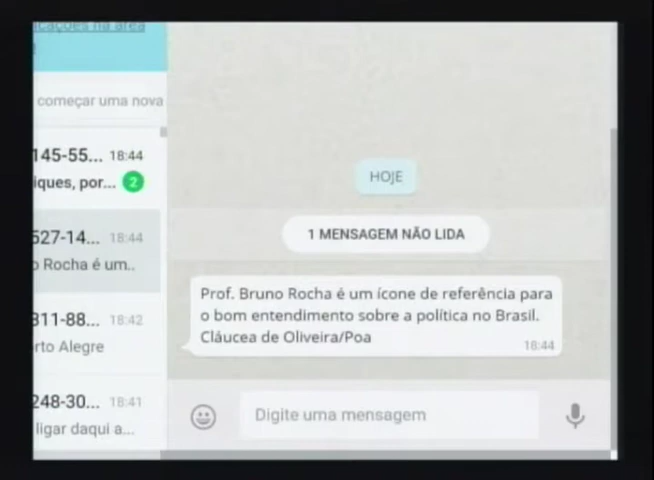 começar uma nova
145-55... 18:44
iques, por... 2
527-14... 18:44
Rocha é um..
311-88... 18:42
rto Alegre
248-30... 18:41
ligar daqui a...
HOJE
1 MENSAGEM NÃO LIDA
Prof. Bruno Rocha é um ícone de referência para
o bom entendimento sobre a política no Brasil.
Cláucea de Oliveira/Poa
18:44
Digite uma mensagem